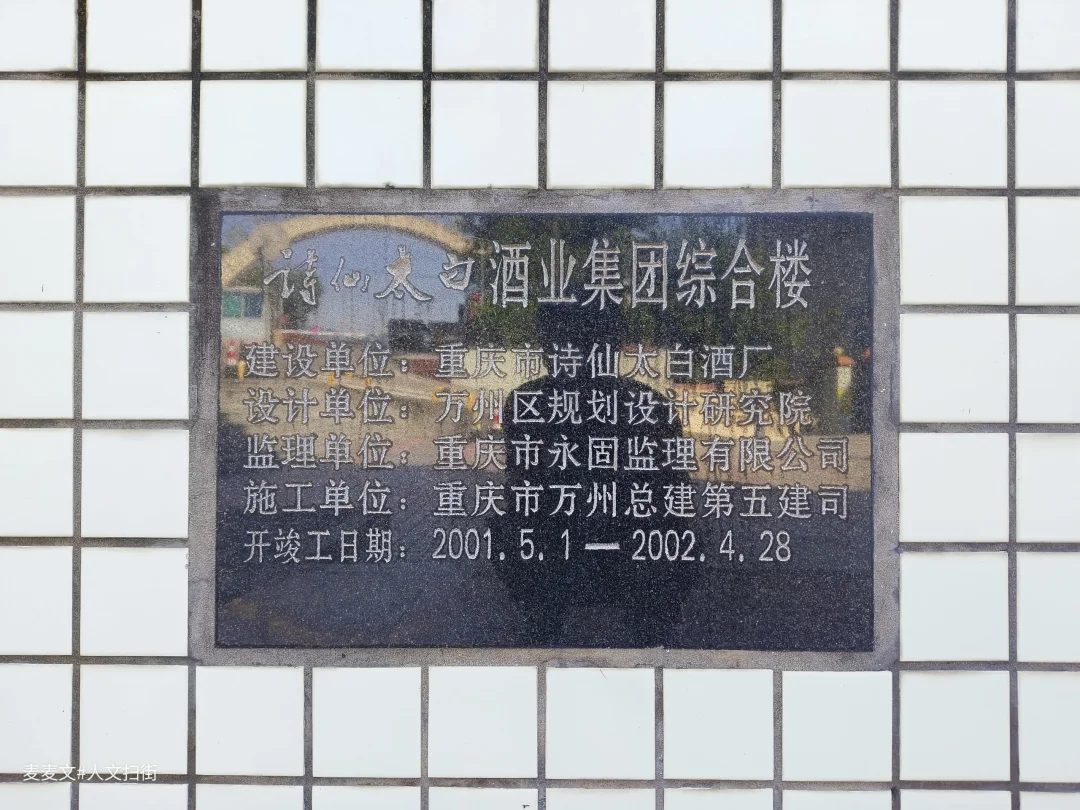 诗仙太白酒业集团综合楼
建设单位：重庆市诗仙太白酒厂
设计单位：万州区规划设计研究院
监理单位：重庆市永固监理有限公司
施工单位：重庆市万州总建第五建司
开竣工日期：2001.5.1—2002.4.28
麦麦文#人文扫街